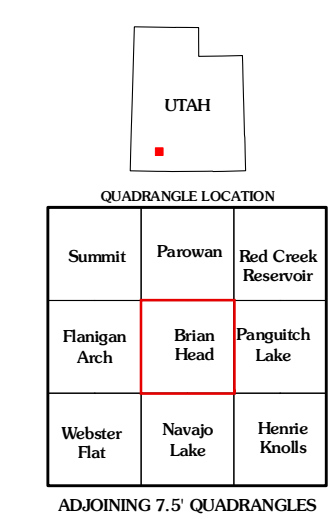 UTAH
QUADRANGLE LOCATION
Summit
Parowan
Red Creek
Reservoir
Flanigan
Arch
Brian
Head
Panguitch
Lake
Webster
Flat
Navajo
Lake
Henrie
Knolls
ADJOINING 7.5' QUADRANGLES